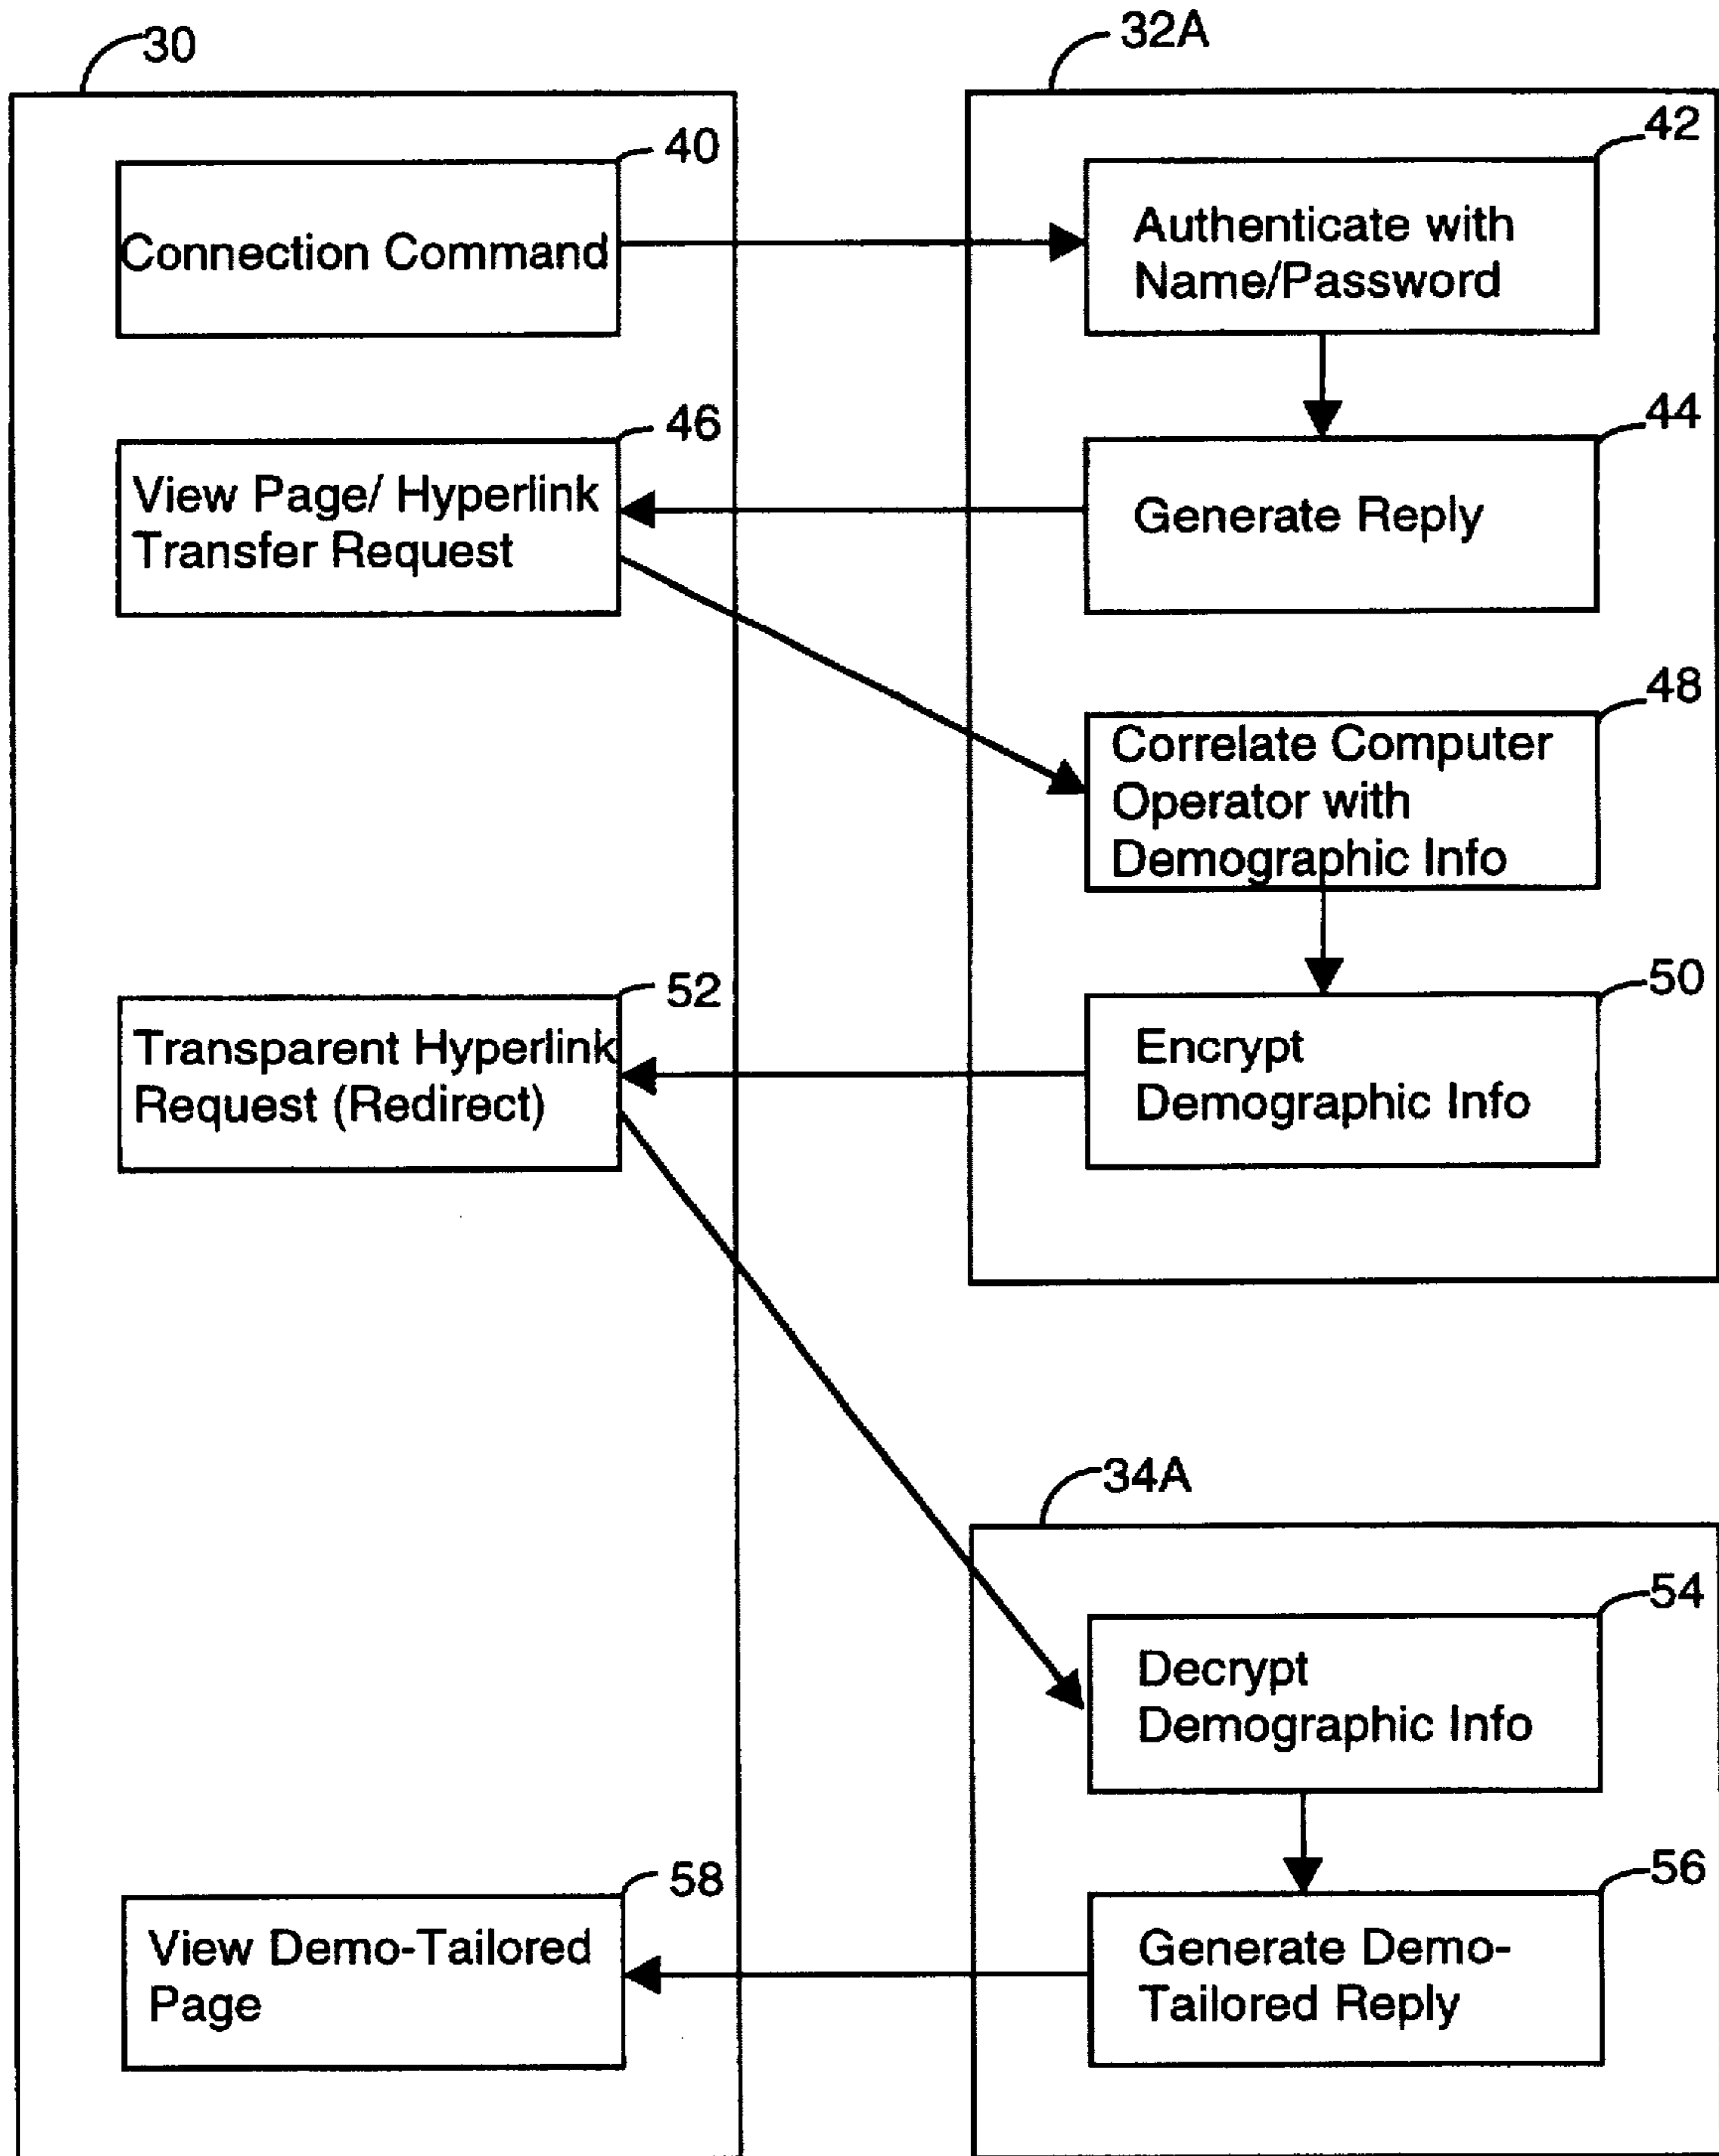 30
32A
40
Connection Command
42
Authenticate with
Name/Password
46
View Page/ Hyperlink
Transfer Request
44
Generate Reply
48
Correlate Computer
Operator with
Demographic Info
52
Transparent Hyperlink
Request (Redirect)
50
Encrypt
Demographic Info
34A
54
Decrypt
Demographic Info
58
View Demo-Tailored
Page
56
Generate Demo-
Tailored Reply